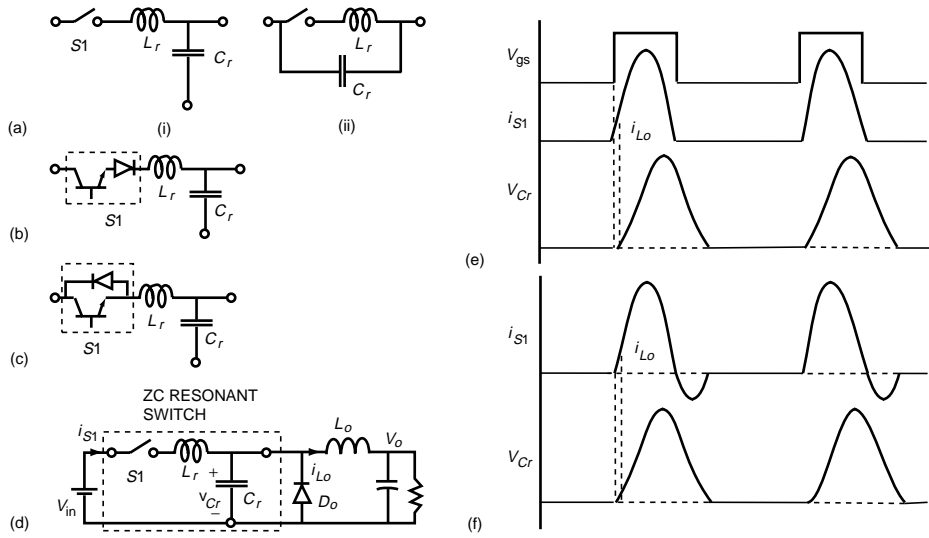 S1
L r
C r
L r
C r
(a)
(i)
(ii)
L r
C r
S1
(b)
L r
C r
S1
(c)
ZC RESONANT
SWITCH
i S1
S1
L r
+
v Cr
–
C r
V in
i Lo
D o
L o
V o
(d)
V gs
i S1
i Lo
V Cr
(e)
i S1
i Lo
V Cr
(f)